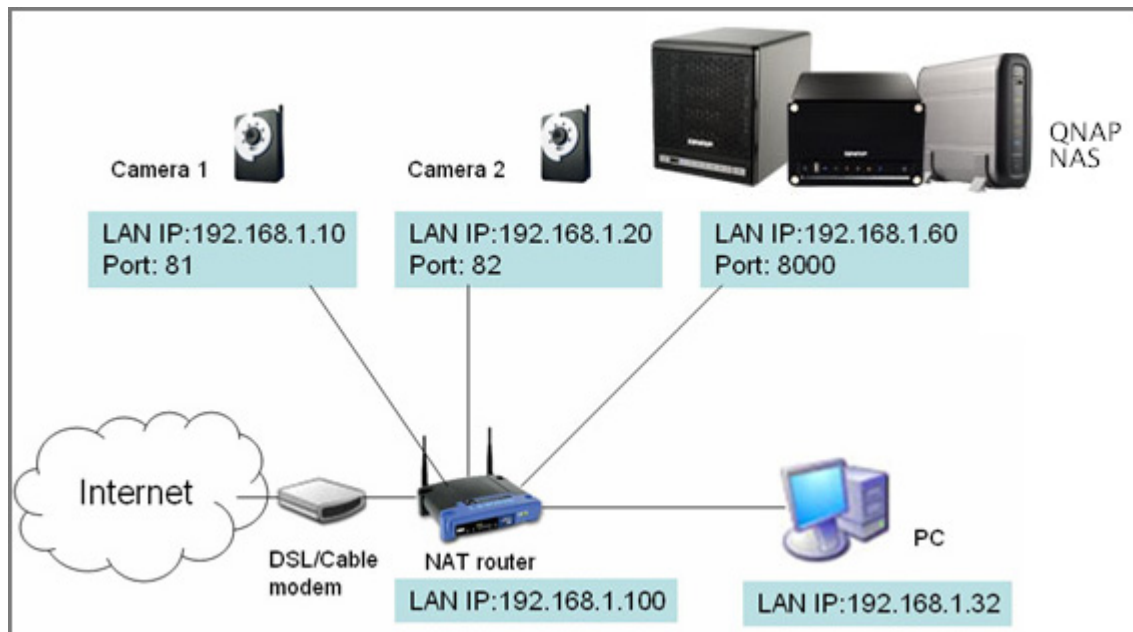 QNAP
NAS
Camera 1
Camera 2
LAN IP:192.168.1.10
Port: 81
LAN IP:192.168.1.20
Port: 82
LAN IP:192.168.1.60
Port: 8000
Internet
DSL/Cable
modem
NAT router
PC
LAN IP:192.168.1.100
LAN IP:192.168.1.32